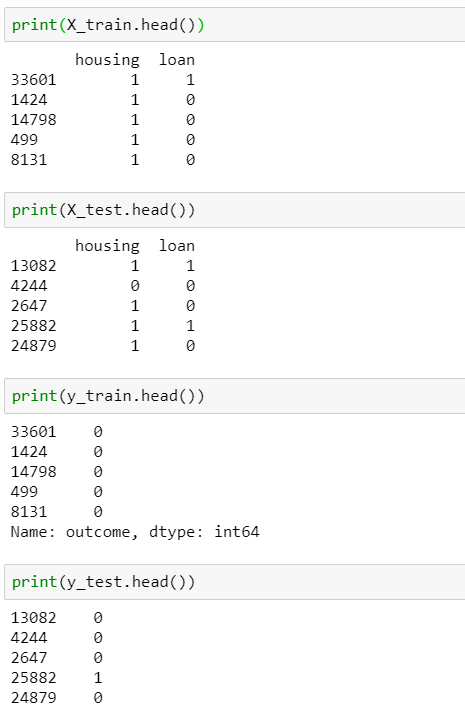 print(X_train.head())
housing loan
33601 1 1
1424 1 0
14798 1 0
499 1 0
8131 1 0
print(X_test.head())
housing loan
13082 1 1
4244 0 0
2647 1 0
25882 1 1
24879 1 0
print(y_train.head())
33601 0
1424 0
14798 0
499 0
8131 0
Name: outcome, dtype: int64
print(y_test.head())
13082 0
4244 0
2647 0
25882 1
24879 0